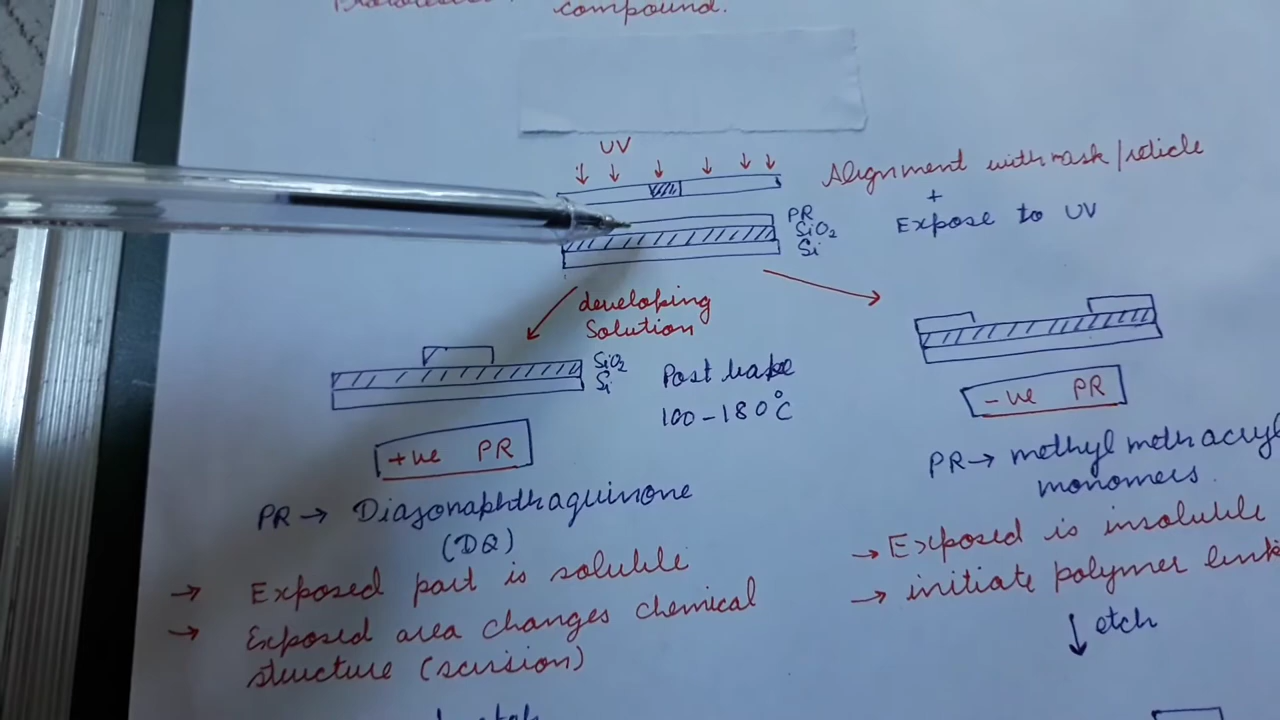 compound.
UV
Alignment with mask/reticle
+
Expose to UV
PR
SiO2
Si
developing
Solution
SiO2
Si
Post bake
100-180°C
+ve PR
-ve PR
PR → Diazonaphthaquinone
(DQ)
→ Exposed part is soluble
→ Exposed area changes chemical
structure (scission)
PR → methyl methacryl
monomers.
→ Exposed is insoluble
→ initiate polymer link
↓ etch